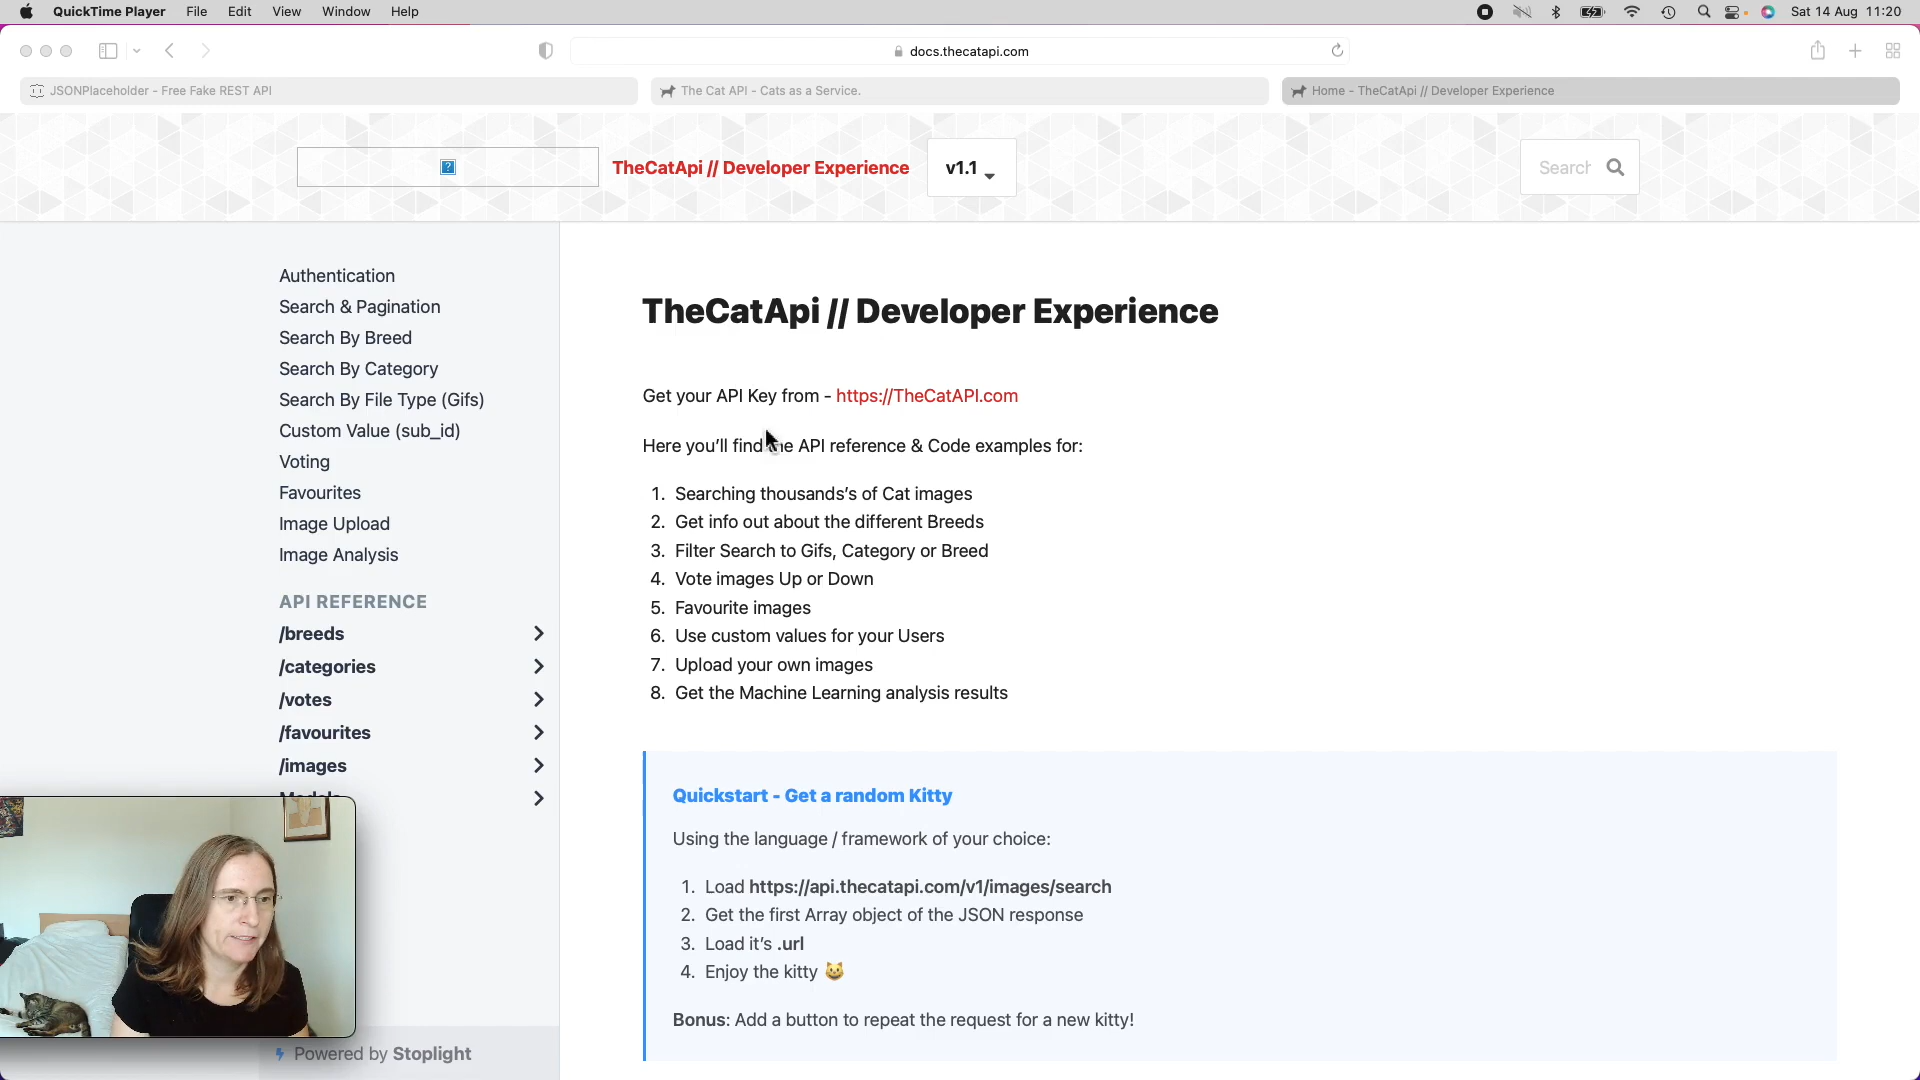 QuickTime Player File Edit View Window Help
Sat 14 Aug 11:20
docs.thecatapi.com
JSONPlaceholder - Free Fake REST API
The Cat API - Cats as a Service.
Home - TheCatApi // Developer Experience
TheCatApi // Developer Experience
v1.1
Search
Authentication
Search & Pagination
Search By Breed
Search By Category
Search By File Type (Gifs)
Custom Value (sub_id)
Voting
Favourites
Image Upload
Image Analysis
API REFERENCE
/breeds
/categories
/votes
/favourites
/images
Powered by Stoplight
TheCatApi // Developer Experience
Get your API Key from - https://TheCatAPI.com
Here you'll find API reference & Code examples for:
1. Searching thousands's of Cat images
2. Get info out about the different Breeds
3. Filter Search to Gifs, Category or Breed
4. Vote images Up or Down
5. Favourite images
6. Use custom values for your Users
7. Upload your own images
8. Get the Machine Learning analysis results
Quickstart - Get a random Kitty
Using the language / framework of your choice:
1. Load https://api.thecatapi.com/v1/images/search
2. Get the first Array object of the JSON response
3. Load it's .url
4. Enjoy the kitty 😺
Bonus: Add a button to repeat the request for a new kitty!